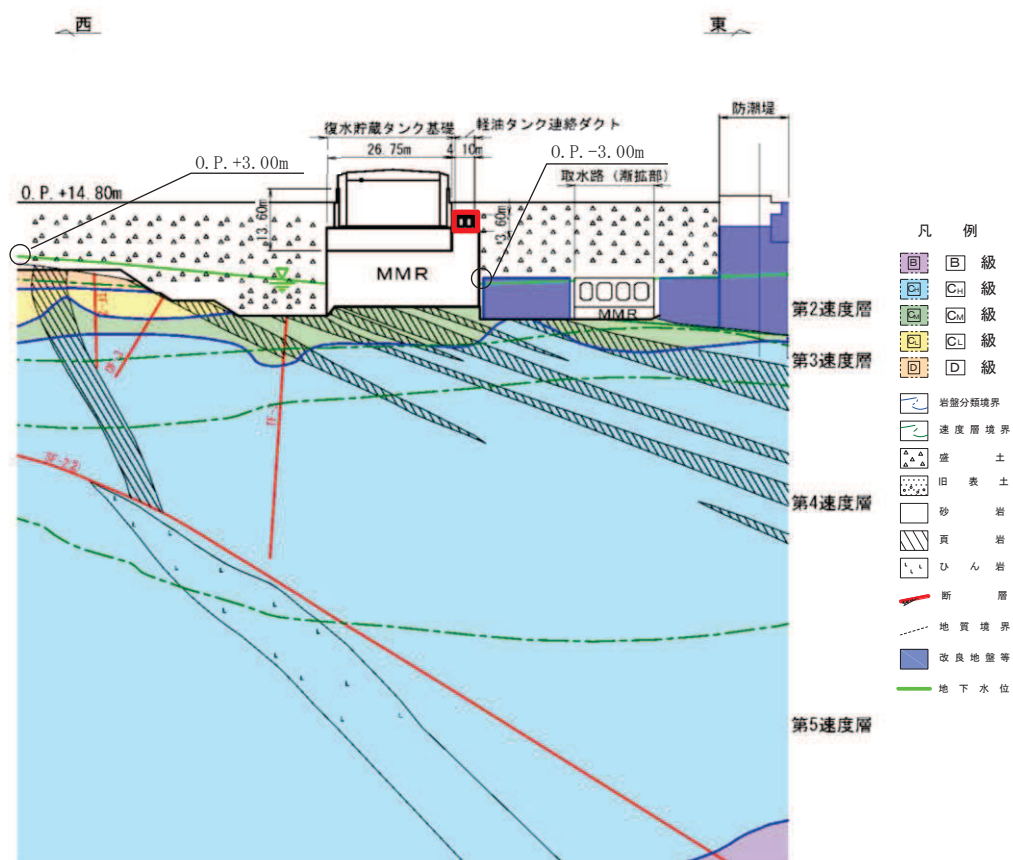 西
東
防潮堤
復水貯蔵タンク基礎
軽油タンク連絡ダクト
26.75m
4.10m
O.P.+3.00m
O.P.-3.00m
取水路（漸拡部）
O.P.+14.80m
13.60m
3.60m
MMR
MMR
第2速度層
第3速度層
第4速度層
第5速度層
凡　例
B B 級
CH CH 級
CM CM 級
CL CL 級
D D 級
岩盤分類境界
速度層境界
盛土
旧表土
砂岩
頁岩
ひん岩
断層
地質境界
改良地盤等
地下水位